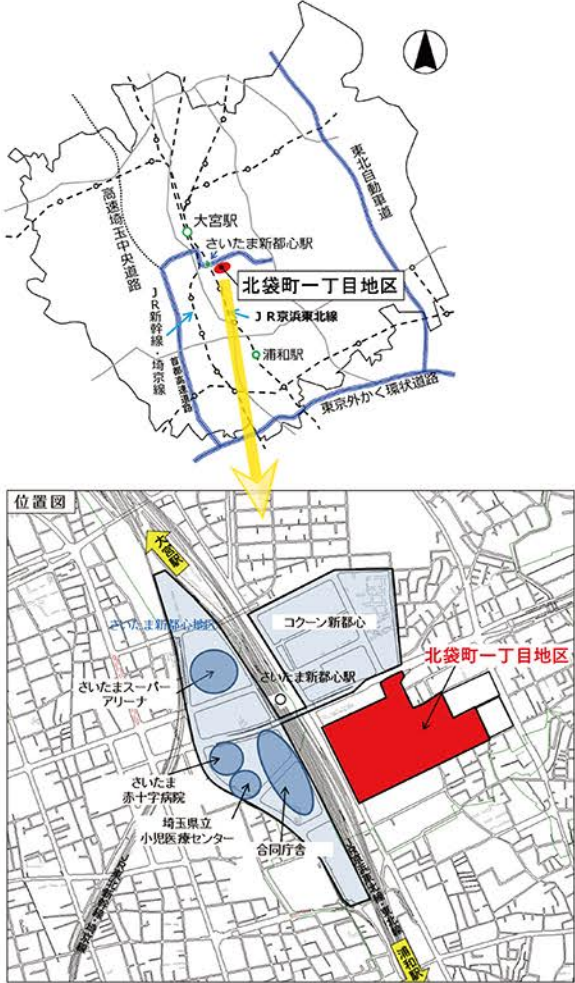 東北自動車道
高速埼玉中央道路
大宮駅
さいたま新都心駅
北袋町一丁目地区
JR京浜東北線
JR新幹線・埼京線
首都高速道路
浦和駅
東京外かく環状道路
位置図
大宮駅
さいたま新都心地区
コクーン新都心
北袋町一丁目地区
さいたま新都心駅
さいたまスーパー
アリーナ
さいたま
赤十字病院
埼玉県立
小児医療センター
合同庁舎
浦和駅